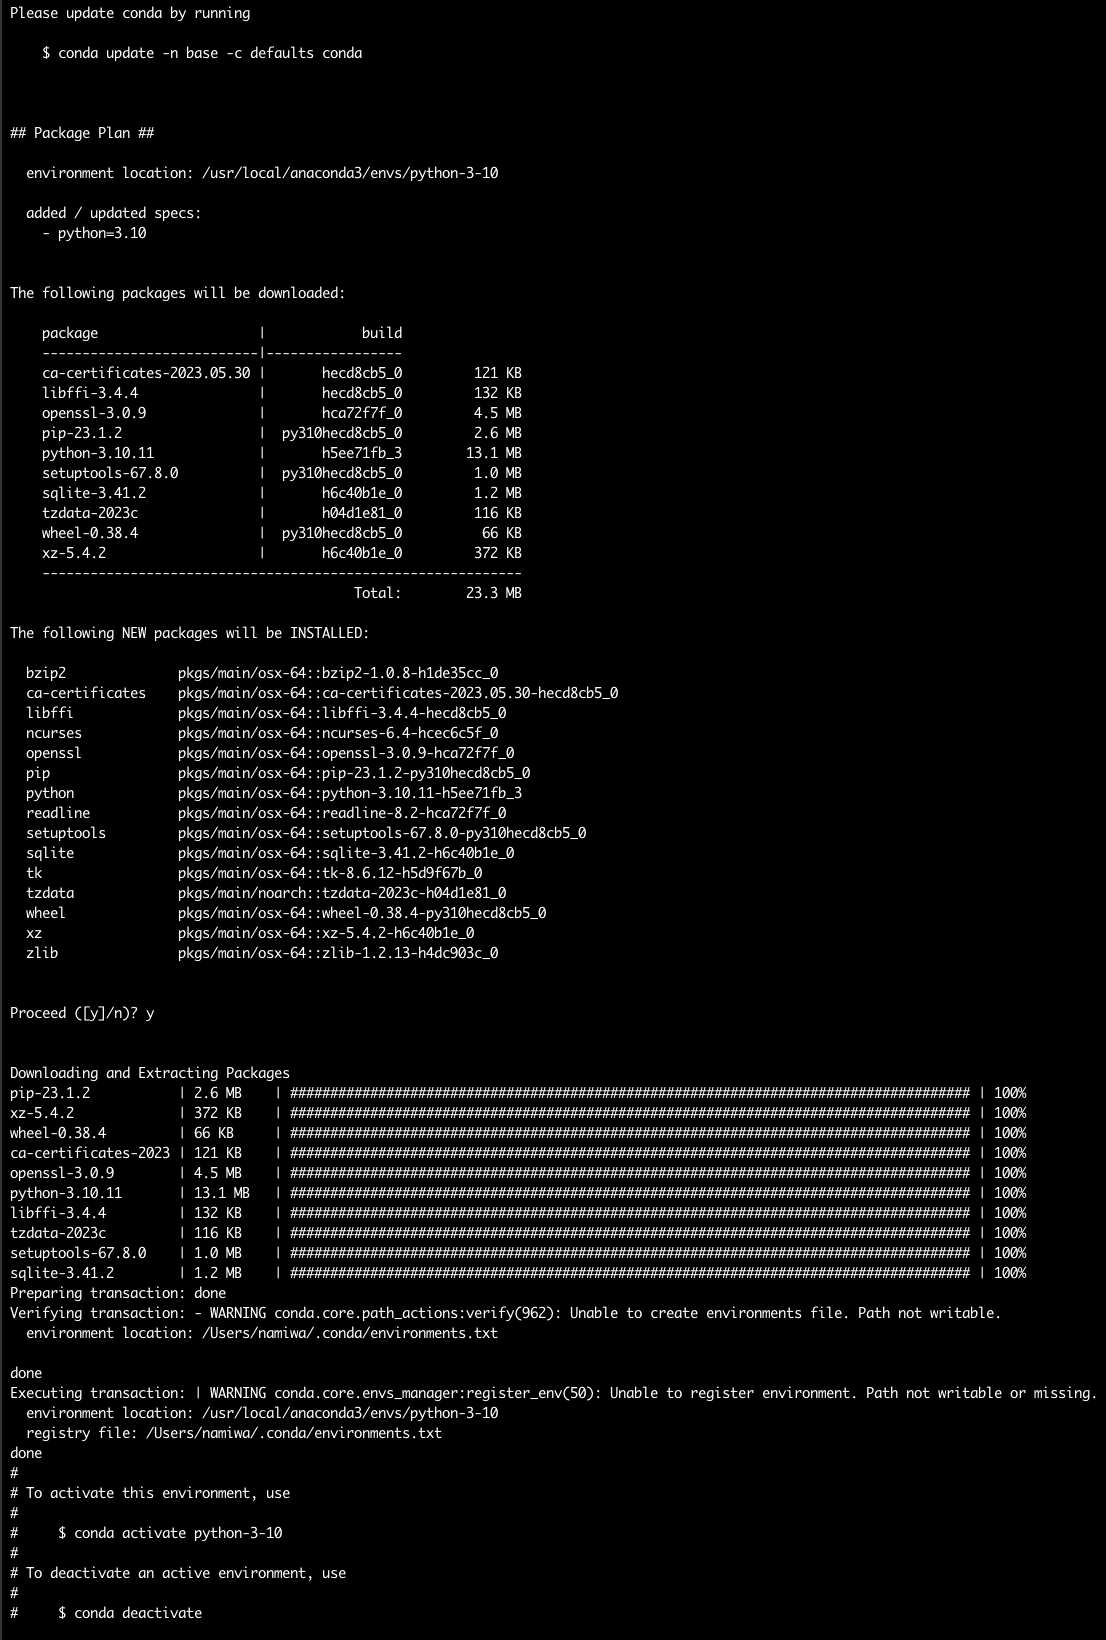 Please update conda by running
$ conda update -n base -c defaults conda
## Package Plan ##
environment location: /usr/local/anaconda3/envs/python-3-10
added / updated specs:
- python=3.10
The following packages will be downloaded:
package | build
---------------------------|-----------------
ca-certificates-2023.05.30 | hecd8cb5_0 121 KB
libffi-3.4.4 | hecd8cb5_0 132 KB
openssl-3.0.9 | hca72f7f_0 4.5 MB
pip-23.1.2 | py310hecd8cb5_0 2.6 MB
python-3.10.11 | h5ee71fb_3 13.1 MB
setuptools-67.8.0 | py310hecd8cb5_0 1.0 MB
sqlite-3.41.2 | h6c40b1e_0 1.2 MB
tzdata-2023c | h04d1e81_0 116 KB
wheel-0.38.4 | py310hecd8cb5_0 66 KB
xz-5.4.2 | h6c40b1e_0 372 KB
------------------------------------------------------------
Total: 23.3 MB
The following NEW packages will be INSTALLED:
bzip2 pkgs/main/osx-64::bzip2-1.0.8-h1de35cc_0
ca-certificates pkgs/main/osx-64::ca-certificates-2023.05.30-hecd8cb5_0
libffi pkgs/main/osx-64::libffi-3.4.4-hecd8cb5_0
ncurses pkgs/main/osx-64::ncurses-6.4-hcec6c5f_0
openssl pkgs/main/osx-64::openssl-3.0.9-hca72f7f_0
pip pkgs/main/osx-64::pip-23.1.2-py310hecd8cb5_0
python pkgs/main/osx-64::python-3.10.11-h5ee71fb_3
readline pkgs/main/osx-64::readline-8.2-hca72f7f_0
setuptools pkgs/main/osx-64::setuptools-67.8.0-py310hecd8cb5_0
sqlite pkgs/main/osx-64::sqlite-3.41.2-h6c40b1e_0
tk pkgs/main/osx-64::tk-8.6.12-h5d9f67b_0
tzdata pkgs/main/noarch::tzdata-2023c-h04d1e81_0
wheel pkgs/main/osx-64::wheel-0.38.4-py310hecd8cb5_0
xz pkgs/main/osx-64::xz-5.4.2-h6c40b1e_0
zlib pkgs/main/osx-64::zlib-1.2.13-h4dc903c_0
Proceed ([y]/n)? y
Downloading and Extracting Packages
pip-23.1.2 | 2.6 MB | ##################################################################################### | 100%
xz-5.4.2 | 372 KB | ##################################################################################### | 100%
wheel-0.38.4 | 66 KB | ##################################################################################### | 100%
ca-certificates-2023 | 121 KB | ##################################################################################### | 100%
openssl-3.0.9 | 4.5 MB | ##################################################################################### | 100%
python-3.10.11 | 13.1 MB | ##################################################################################### | 100%
libffi-3.4.4 | 132 KB | ##################################################################################### | 100%
tzdata-2023c | 116 KB | ##################################################################################### | 100%
setuptools-67.8.0 | 1.0 MB | ##################################################################################### | 100%
sqlite-3.41.2 | 1.2 MB | ##################################################################################### | 100%
Preparing transaction: done
Verifying transaction: - WARNING conda.core.path_actions:verify(962): Unable to create environments file. Path not writable.
environment location: /Users/namiwa/.conda/environments.txt
done
Executing transaction: | WARNING conda.core.envs_manager:register_env(50): Unable to register environment. Path not writable or missing.
environment location: /usr/local/anaconda3/envs/python-3-10
registry file: /Users/namiwa/.conda/environments.txt
done
#
# To activate this environment, use
#
# $ conda activate python-3-10
#
# To deactivate an active environment, use
#
# $ conda deactivate